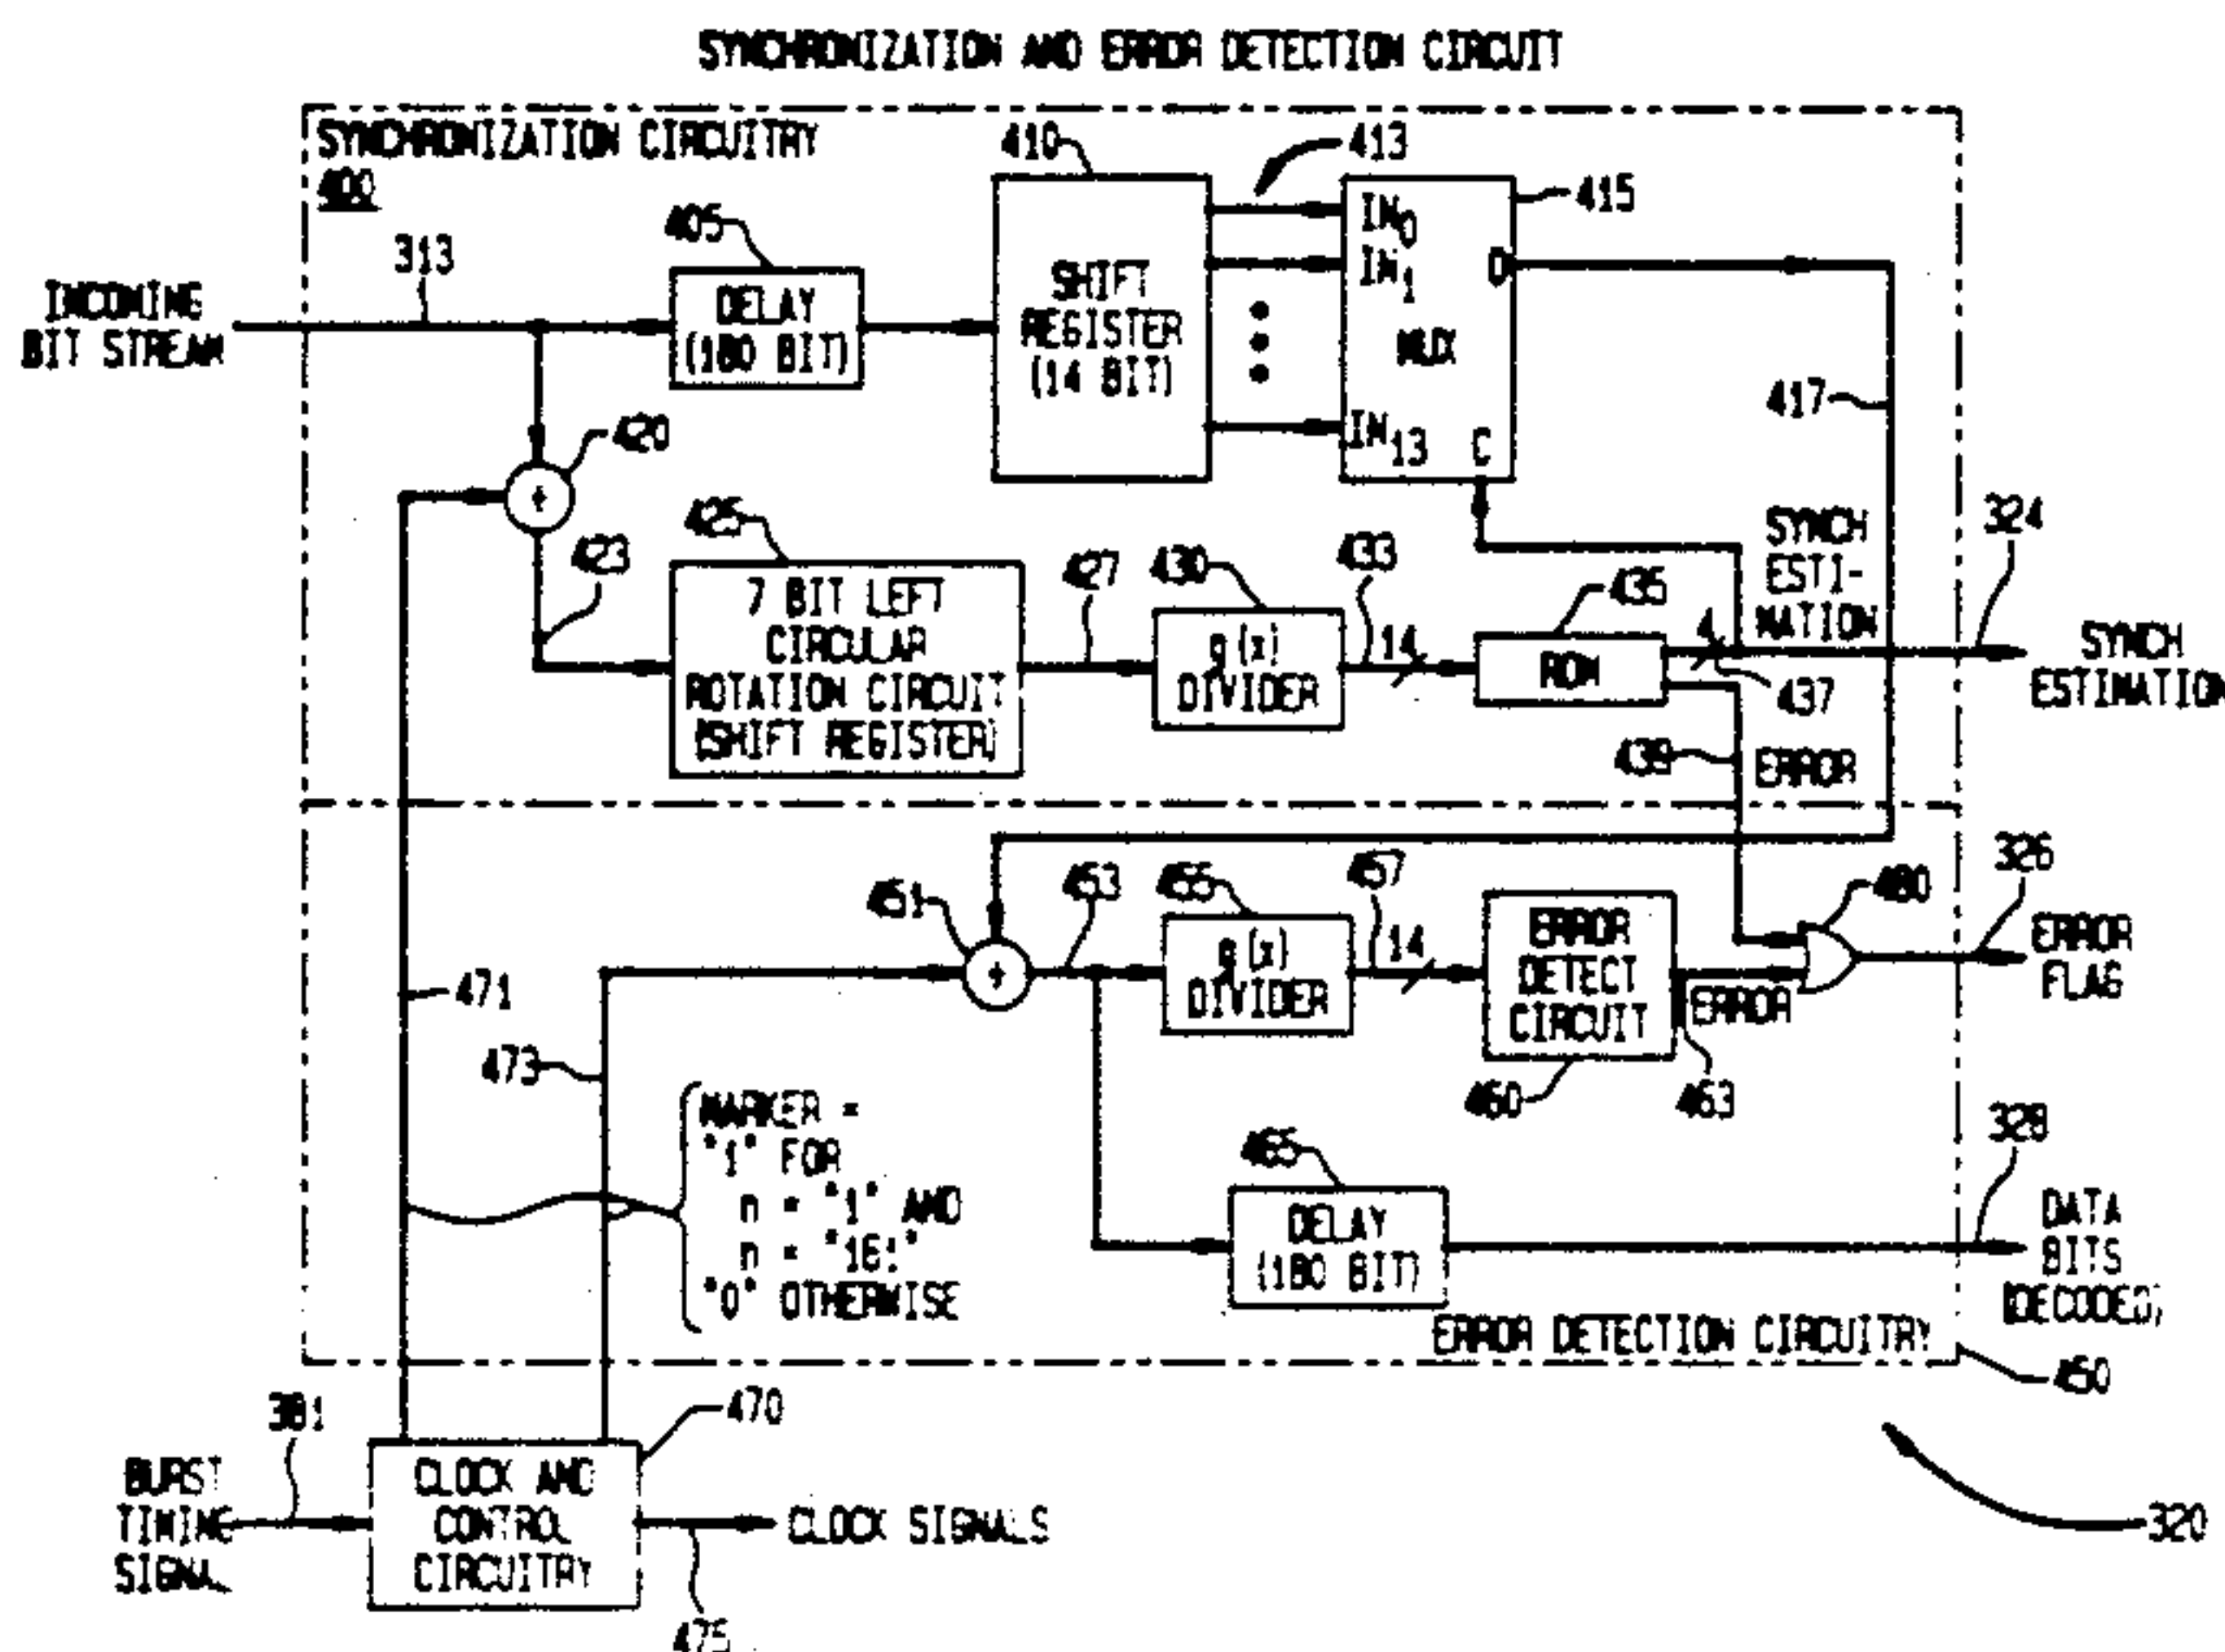 SYNCHRONIZATION AND ERROR DETECTION CIRCUIT
SYNCHRONIZATION CIRCUITRY
400
410
413
415
405
313
INCOMING
BIT STREAM
DELAY
(180 BIT)
SHIFT
REGISTER
(14 BIT)
IN0
IN1
IN13
MUX
O
C
417
420
423
425
7 BIT LEFT
CIRCULAR
ROTATION CIRCUIT
(SHIFT REGISTER)
427
430
g(x)
DIVIDER
433
14
435
ROM
4
437
SYNCH
ESTI-
MATION
324
SYNCH
ESTIMATION
439
ERROR
451
453
455
g(x)
DIVIDER
457
14
ERROR
DETECT
CIRCUIT
460
ERROR
463
480
326
ERROR
FLAG
471
473
MARKER =
"1" FOR
n = "1" AND
n = "161"
"0" OTHERWISE
465
DELAY
(180 BIT)
328
DATA
BITS
(DECODED)
ERROR DETECTION CIRCUITRY
450
381
470
BURST
TIMING
SIGNAL
CLOCK AND
CONTROL
CIRCUITRY
CLOCK SIGNALS
475
320